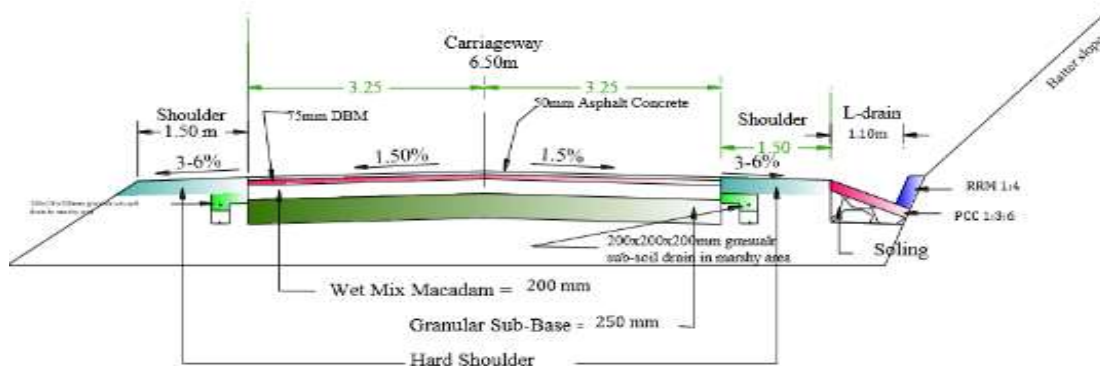 Carriageway
6.50m
3.25
3.25
Batter slope
Shoulder
1.50 m
75mm DBM
50mm Asphalt Concrete
Shoulder
1.50
L-drain
1.10m
3-6%
1.50%
1.5%
3-6%
RRM 1:4
PCC 1:3:6
Soling
200x200x200mm granualr
sub-soil drain in marshy area
Wet Mix Macadam = 200 mm
Granular Sub-Base = 250 mm
Hard Shoulder